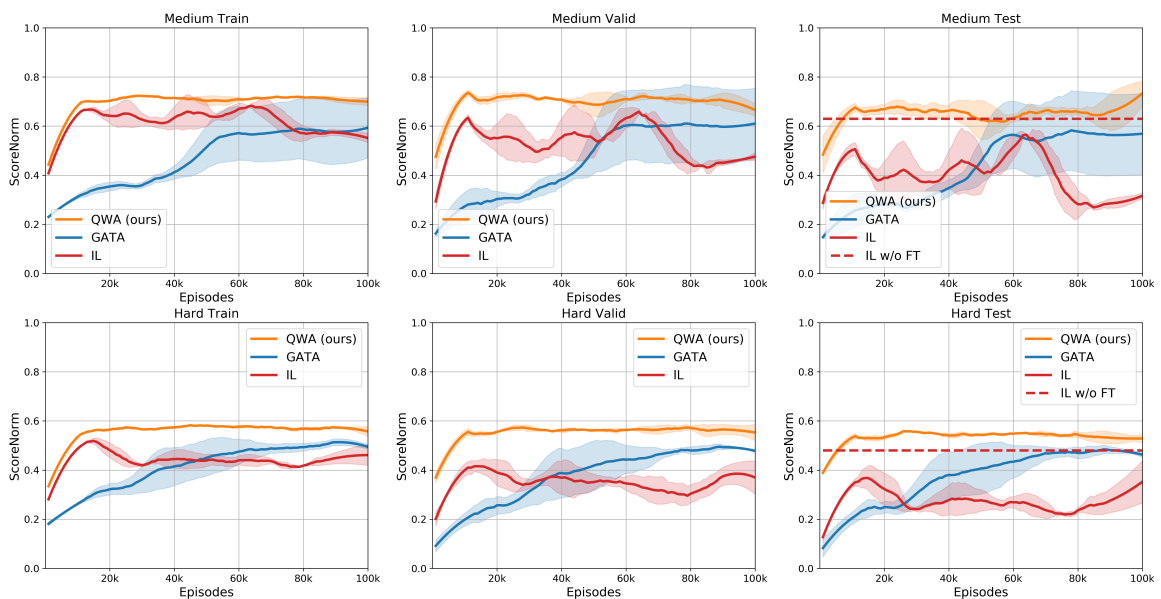 Medium Train
ScoreNorm
1.0
0.8
0.6
0.4
0.2
0.0
QWA (ours)
GATA
IL
20k 40k 60k 80k 100k
Episodes
Medium Valid
ScoreNorm
1.0
0.8
0.6
0.4
0.2
0.0
QWA (ours)
GATA
IL
20k 40k 60k 80k 100k
Episodes
Medium Test
ScoreNorm
1.0
0.8
0.6
0.4
0.2
0.0
QWA (ours)
GATA
IL
IL w/o FT
20k 40k 60k 80k 100k
Episodes
Hard Train
ScoreNorm
1.0
0.8
0.6
0.4
0.2
0.0
QWA (ours)
GATA
IL
20k 40k 60k 80k 100k
Episodes
Hard Valid
ScoreNorm
1.0
0.8
0.6
0.4
0.2
0.0
QWA (ours)
GATA
IL
20k 40k 60k 80k 100k
Episodes
Hard Test
ScoreNorm
1.0
0.8
0.6
0.4
0.2
0.0
QWA (ours)
GATA
IL
IL w/o FT
20k 40k 60k 80k 100k
Episodes